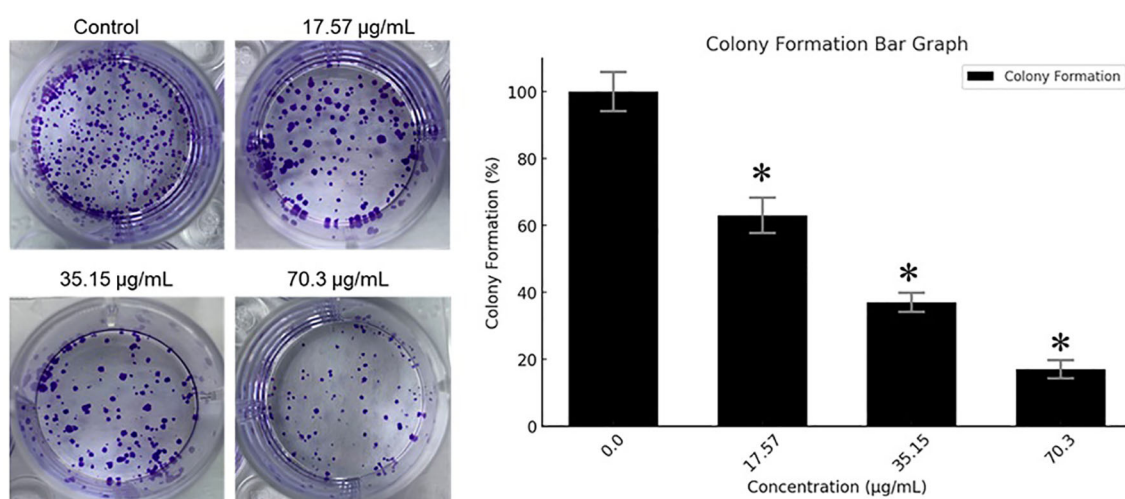 Control
17.57 µg/mL
35.15 µg/mL
70.3 µg/mL
Colony Formation Bar Graph
Colony Formation
Colony Formation (%)
100
80
60
40
20
0
*
*
*
0.0
17.57
35.15
70.3
Concentration (µg/mL)